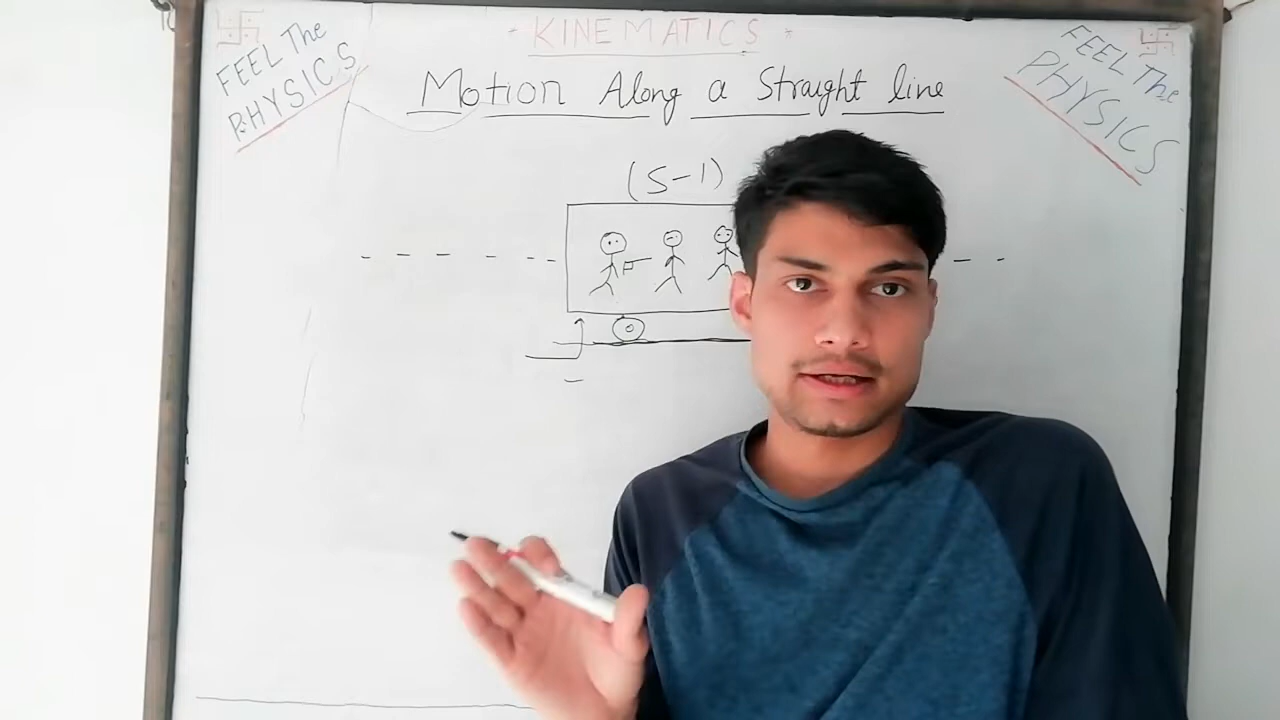 * KINEMATICS *
FEEL The
PHYSICS
Motion Along a Straight line
FEEL The
PHYSICS
(S-1)